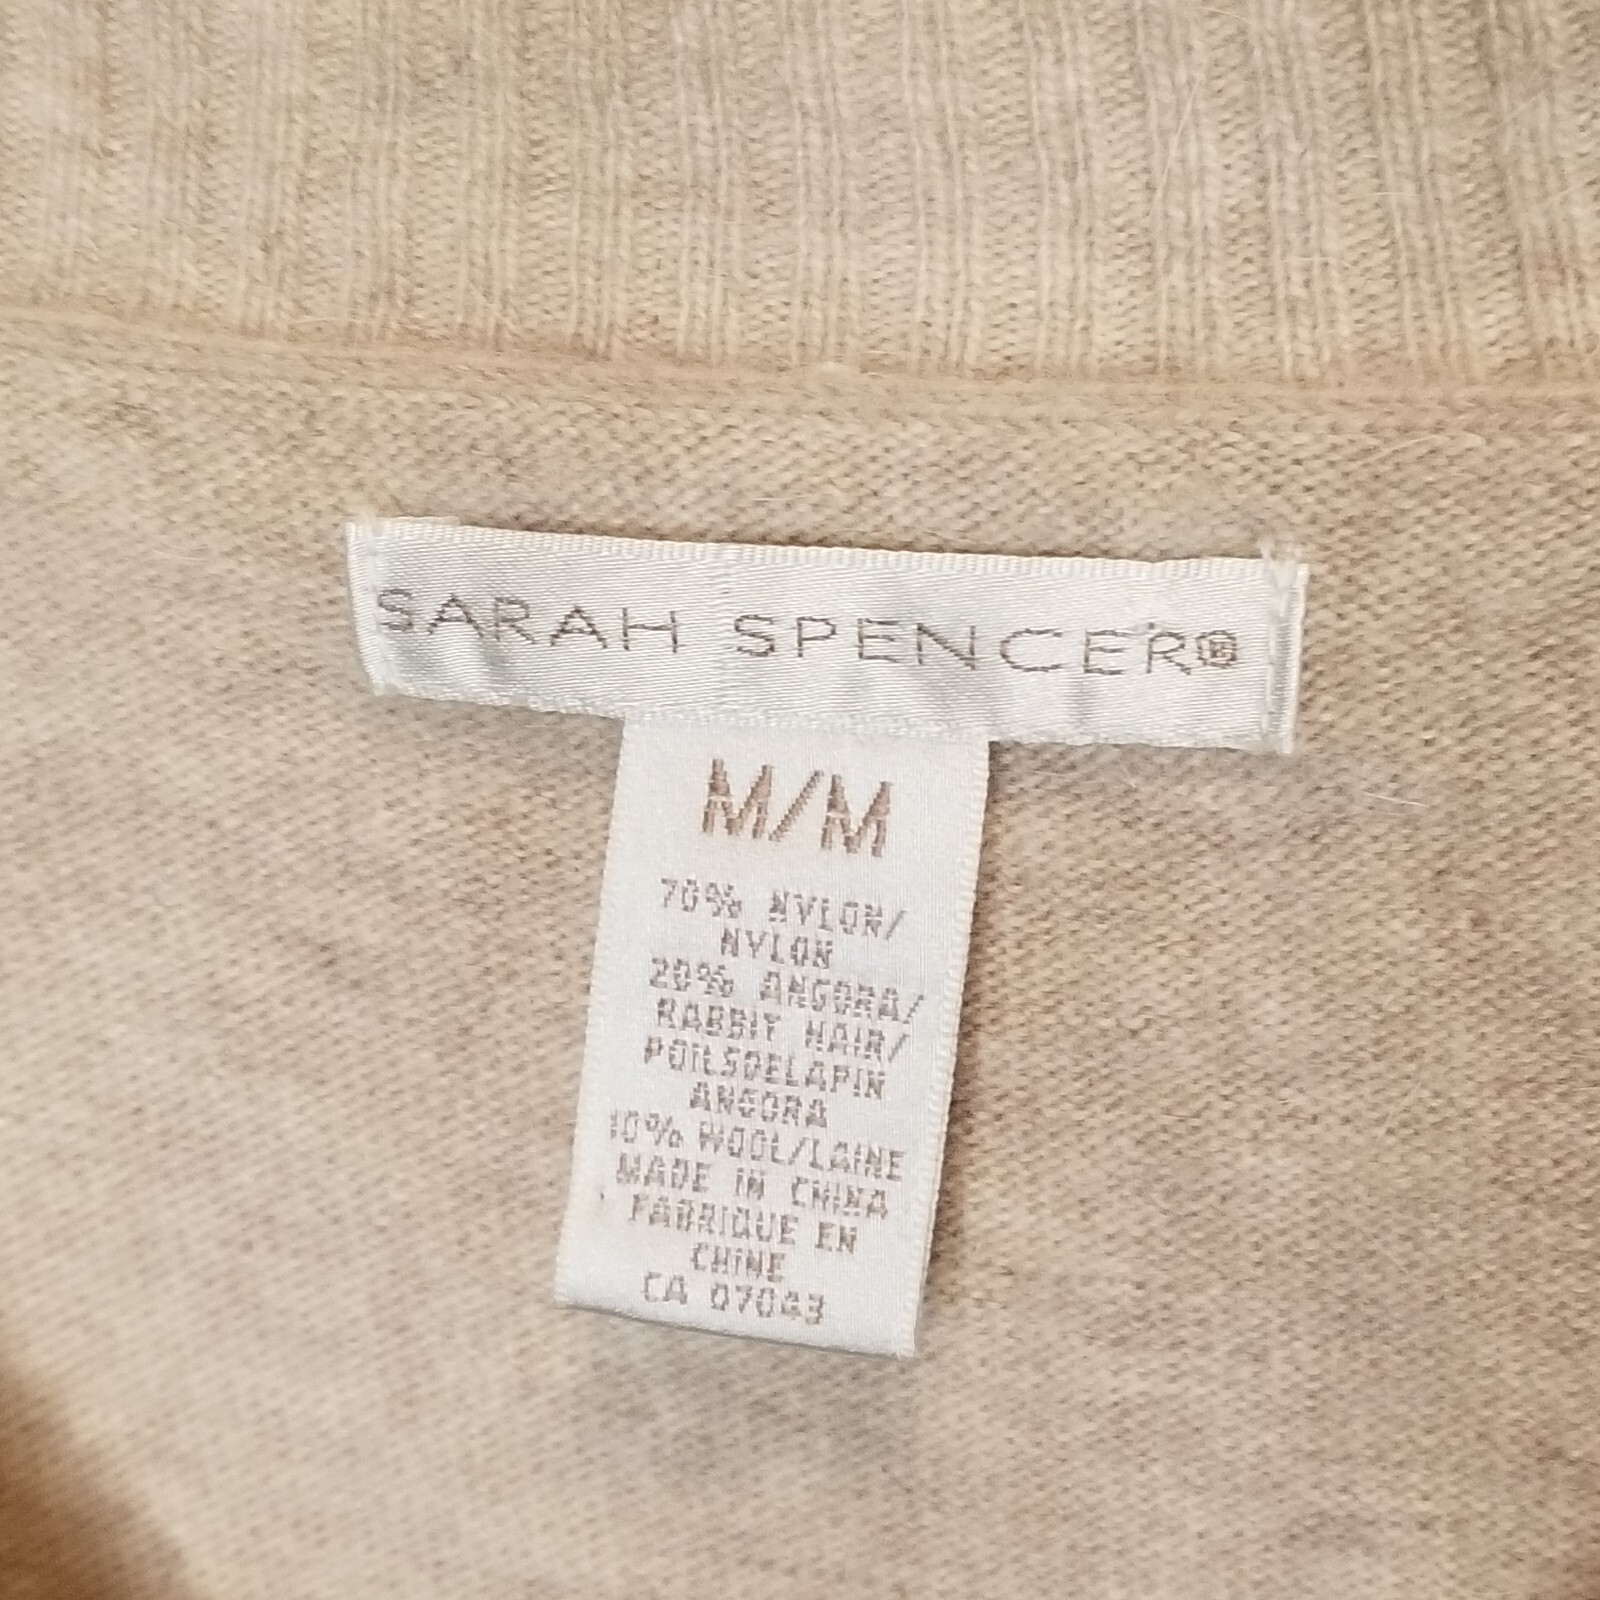 SARAH SPENCER®
M/M
70% NYLON/
NYLON
20% ANGORA/
RABBIT HAIR/
POILSDELAPIN
ANGORA
10% WOOL/LAINE
MADE IN CHINA
FABRIQUE EN
CHINE
CA 07043